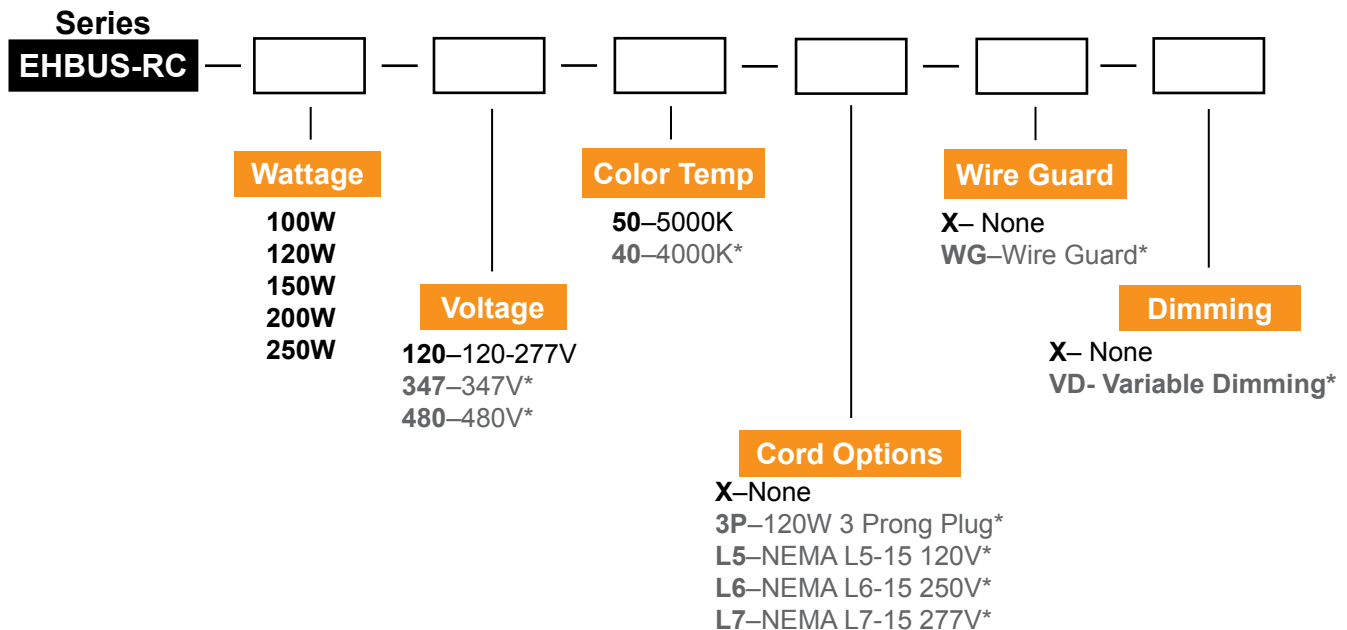 Series
EHBUS-RC
Wattage
100W
120W
150W
200W
250W
Voltage
120–120-277V
347–347V*
480–480V*
Color Temp
50–5000K
40–4000K*
Cord Options
X–None
3P–120W 3 Prong Plug*
L5–NEMA L5-15 120V*
L6–NEMA L6-15 250V*
L7–NEMA L7-15 277V*
Wire Guard
X– None
WG–Wire Guard*
Dimming
X– None
VD- Variable Dimming*